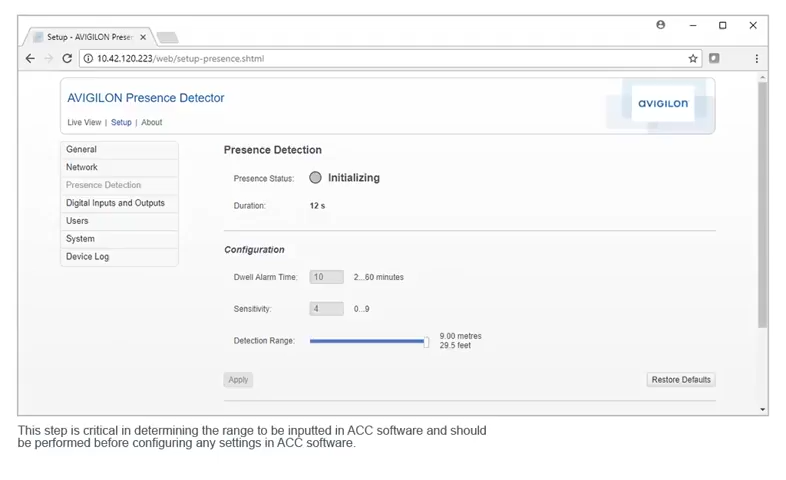 Setup - AVIGILON Preser
10.42.120.223/web/setup-presence.shtml
AVIGILON Presence Detector
avigilon
Live View | Setup | About
General
Network
Presence Detection
Digital Inputs and Outputs
Users
System
Device Log
Presence Detection
Presence Status: Initializing
Duration: 12 s
Configuration
Dwell Alarm Time: 10 2...60 minutes
Sensitivity: 4 0...9
Detection Range: 9.00 metres
29.5 feet
Apply
Restore Defaults
This step is critical in determining the range to be inputted in ACC software and should
be performed before configuring any settings in ACC software.